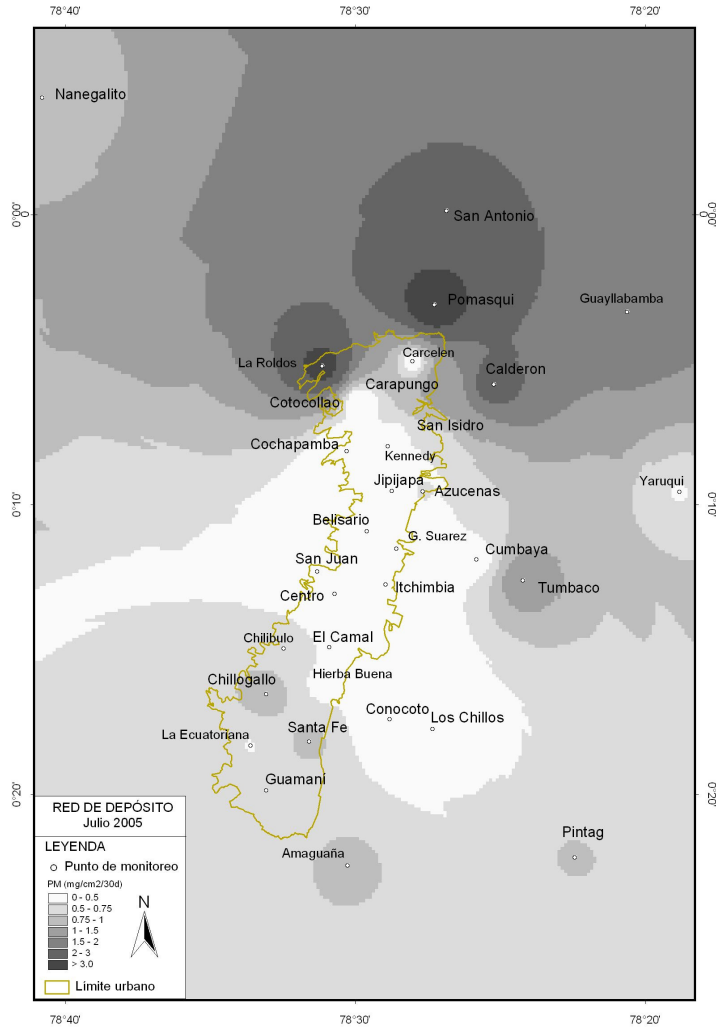 78°40' 78°30' 78°20'
Nanegalito
0°00' 0°00'
San Antonio
Pomasqui
Guayllabamba
Carcelen
La Roldos
Calderon
Carapungo
Cotocollao
San Isidro
Cochapamba
Kennedy
Jipijapa
Yaruqui
Azucenas
0°10' 0°10'
Belisario
G. Suarez
Cumbaya
San Juan
Itchimbia
Tumbaco
Centro
Chilibulo
El Camal
Hierba Buena
Chillogallo
Conocoto
Los Chillos
Santa Fe
La Ecuatoriana
Guamaní
0°20' 0°20'
RED DE DEPÓSITO
Julio 2005
LEYENDA
Punto de monitoreo
PM (mg/cm2/30d)
0 - 0.5
0.5 - 0.75
0.75 - 1
1 - 1.5
1.5 - 2
2 - 3
> 3.0
N
Limite urbano
Pintag
Amaguaña
78°40' 78°30' 78°20'